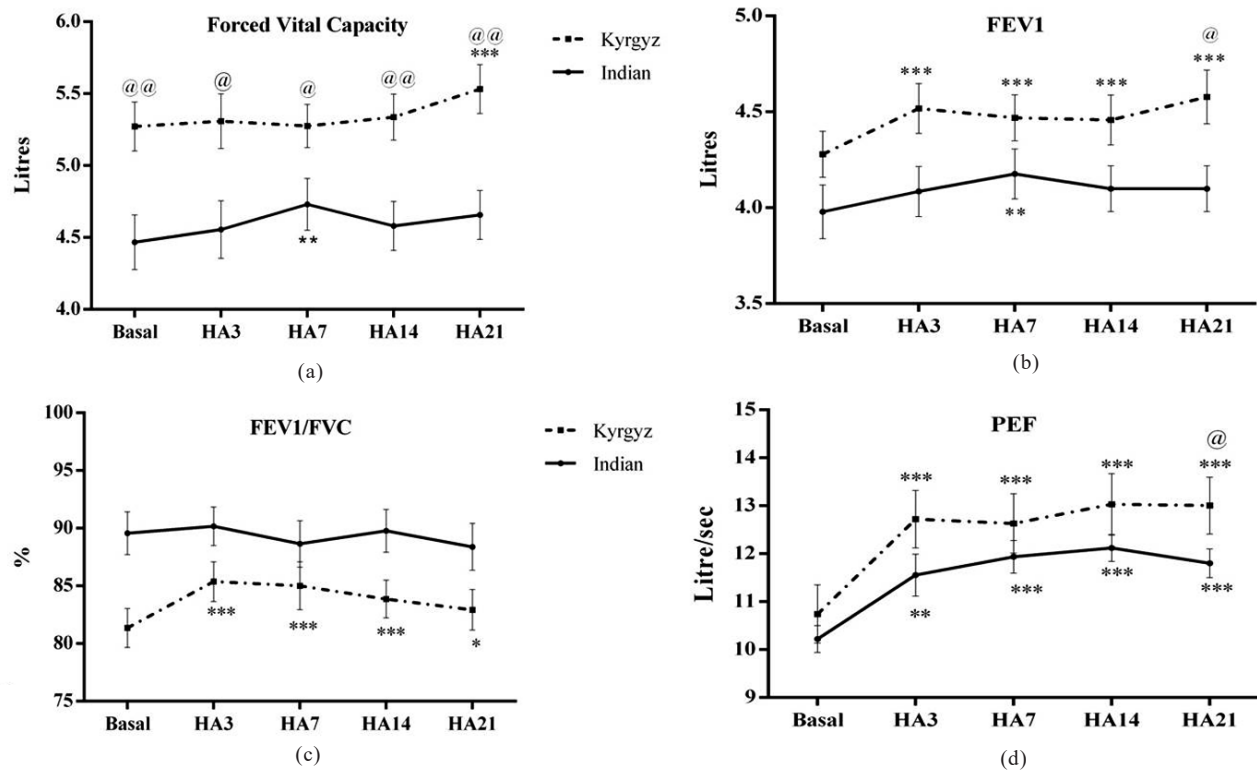 Forced Vital Capacity
Litres
6.0
5.5
5.0
4.5
4.0
@@
@
@
@@
@@
***
**
Basal HA3 HA7 HA14 HA21
(a)
Kyrgyz
Indian
FEV1
Litres
5.0
4.5
4.0
3.5
@
***
***
***
***
**
Basal HA3 HA7 HA14 HA21
(b)
FEV1/FVC
%
100
95
90
85
80
75
***
***
***
*
Basal HA3 HA7 HA14 HA21
(c)
Kyrgyz
Indian
PEF
Litre/sec
15
14
13
12
11
10
9
@
***
***
***
***
**
***
***
***
Basal HA3 HA7 HA14 HA21
(d)